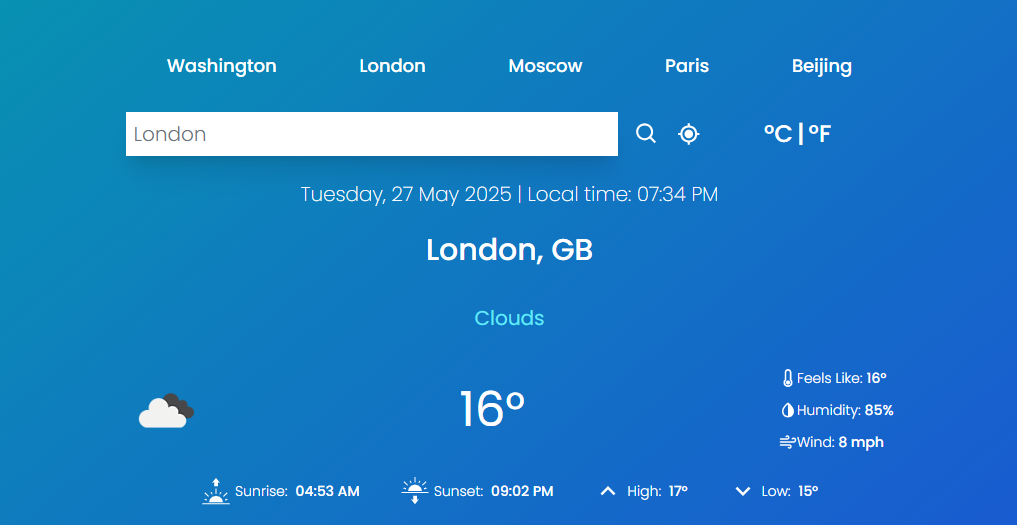 Washington London Moscow Paris Beijing
London
°C | °F
Tuesday, 27 May 2025 | Local time: 07:34 PM
London, GB
Clouds
16°
Feels Like: 16°
Humidity: 85%
Wind: 8 mph
Sunrise: 04:53 AM Sunset: 09:02 PM High: 17° Low: 15°